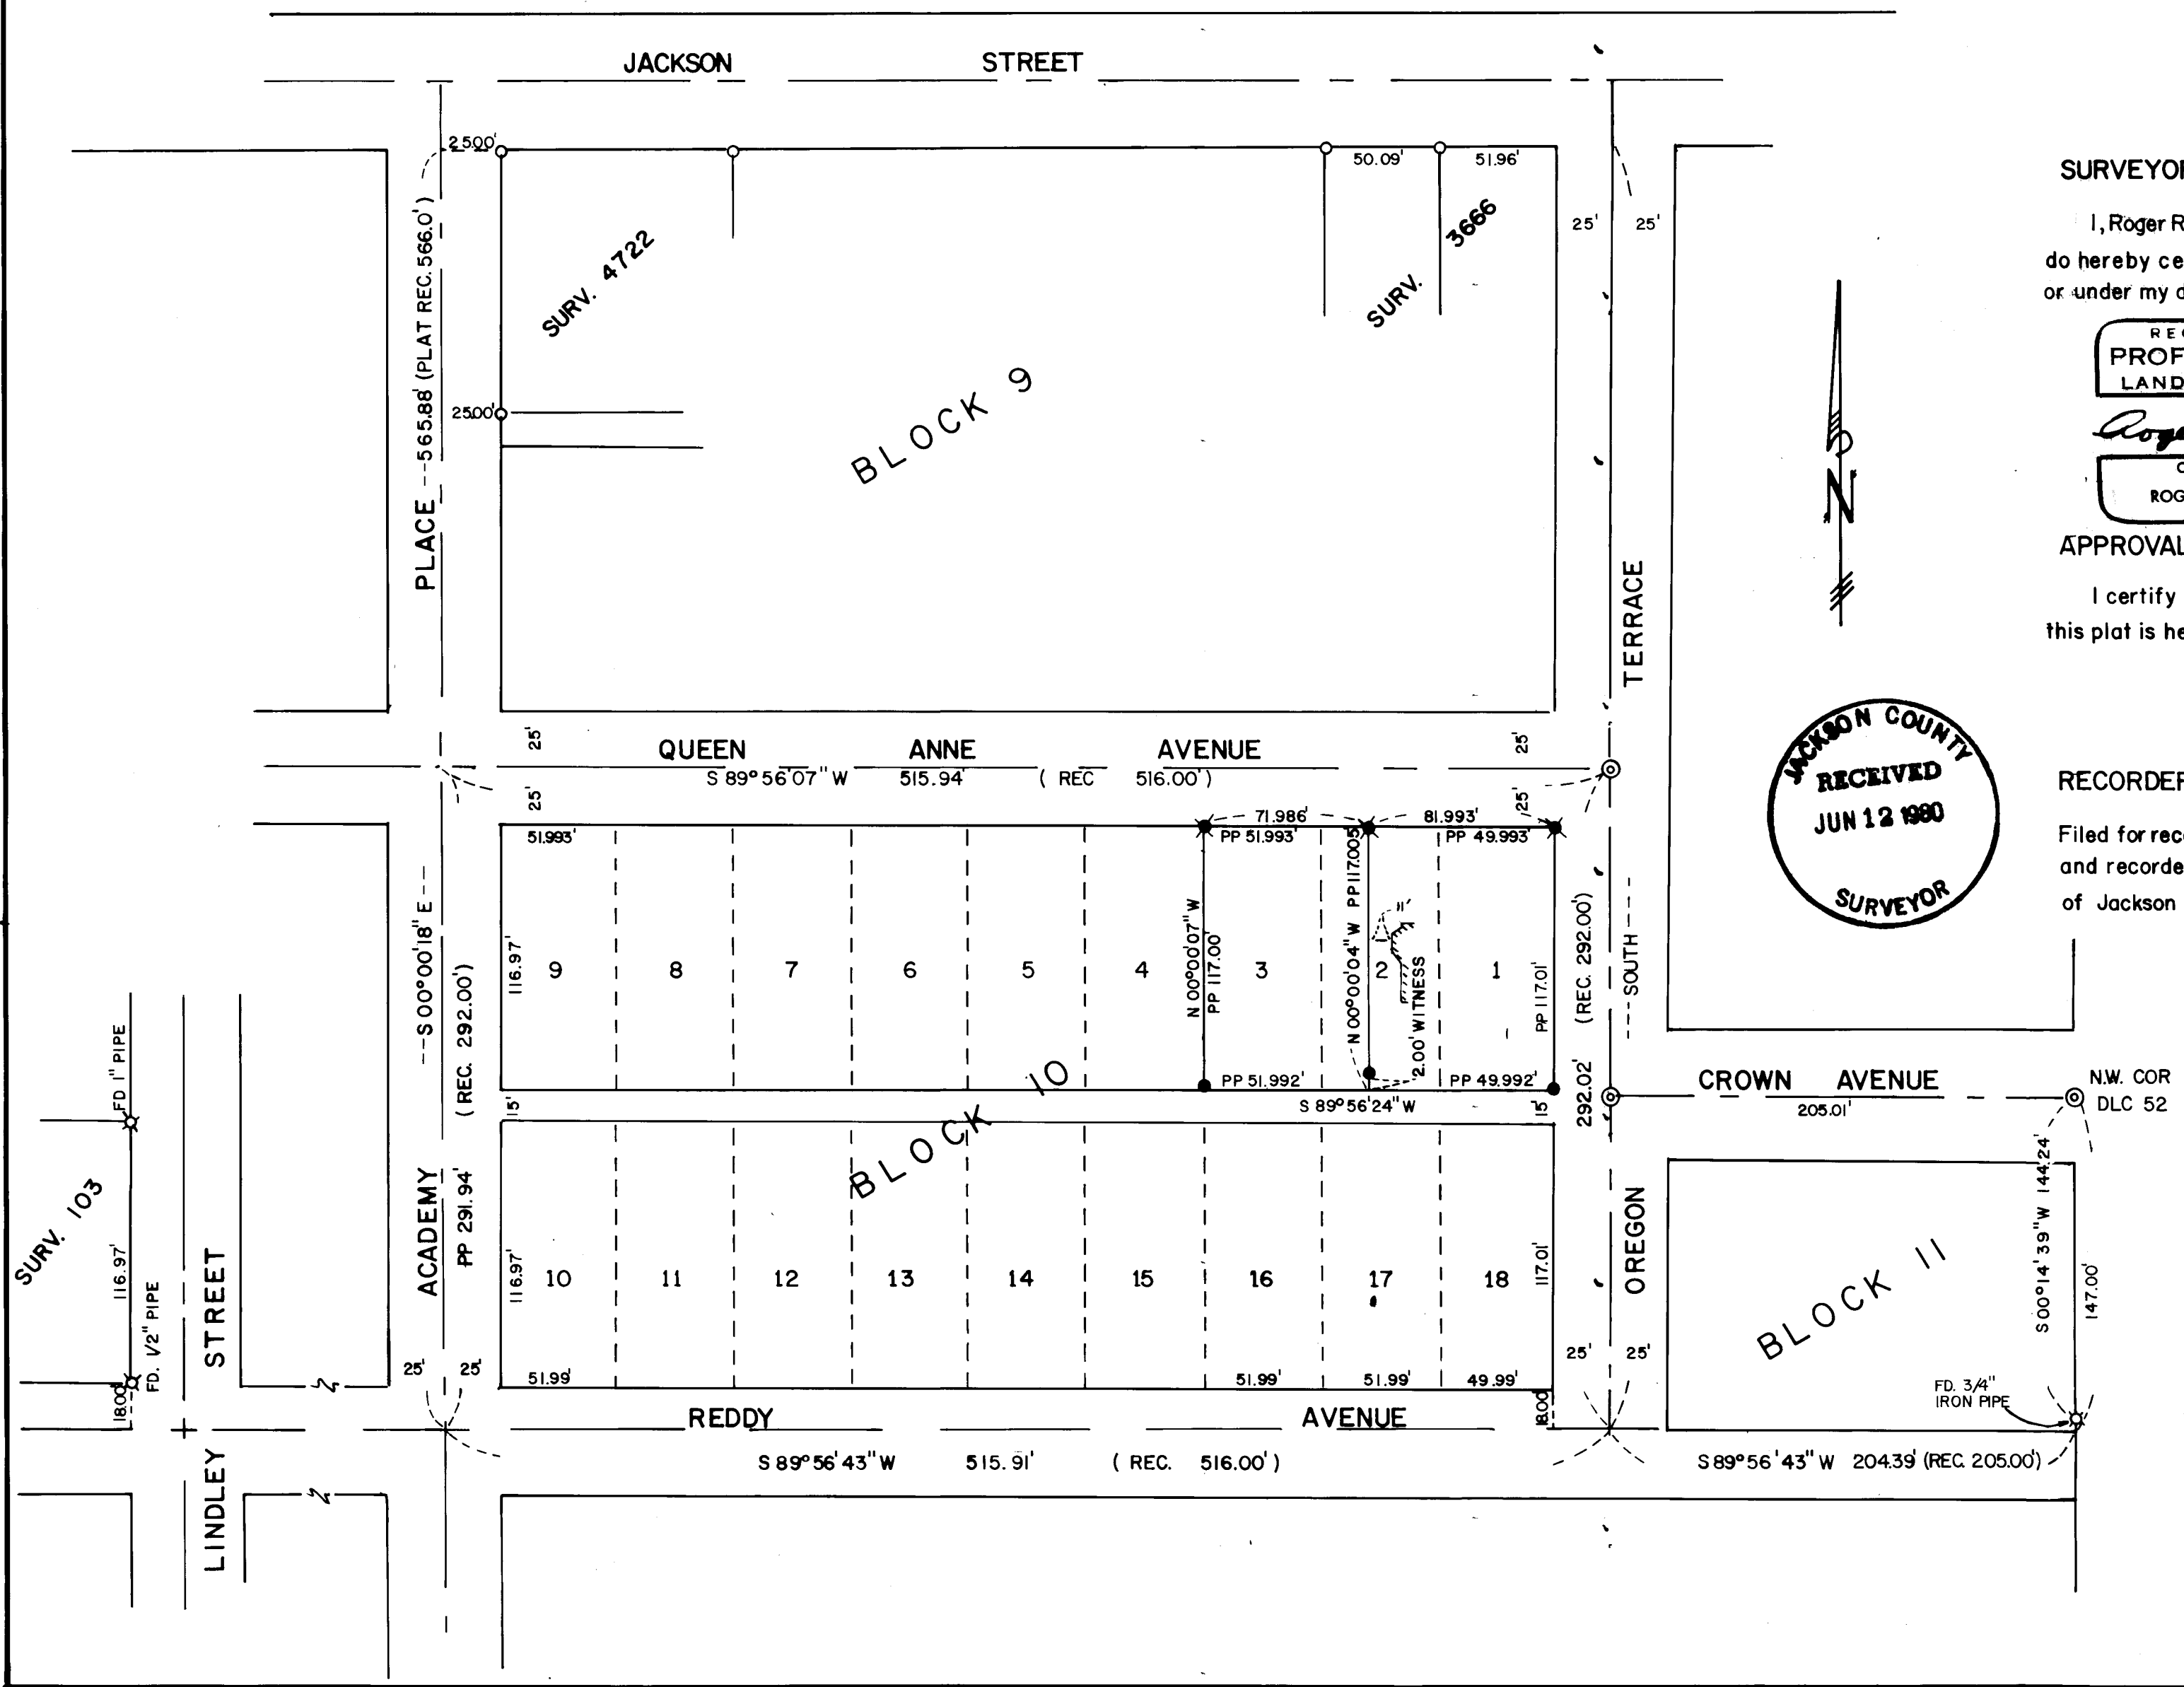 JACKSON STREET
25.00'
50.09'
51.96'
25'
25'
SURV. 4722
SURV. 3666
25.00'
BLOCK 9
PLACE --565.88' (PLAT REC. 566.0')
TERRACE
S
N
SURVEYOR
I, Roger R
do hereby ce
or under my d
RE
PROF
LAND
Roge
ROG
APPROVAL
I certify
this plat is he
JACKSON COUNTY
RECEIVED
JUN 12 1980
SURVEYOR
RECORDER
Filed for rec
and recorde
of Jackson
25'
QUEEN ANNE AVENUE
25'
S 89°56'07" W 515.94' ( REC 516.00')
25'
25'
71.986'
81.993'
51.993'
PP 51.993'
PP 49.993'
--S 00°00'18" E---
(REC. 292.00')
116.97'
9
8
7
6
5
4
N 00°00'07" W
PP 117.00'
3
N 00°00'04" W PP 117.005'
2
11'
2.00' WITNESS
1
PP 117.01'
(REC. 292.00')
292.02'
----SOUTH----
PP 51.992'
PP 49.992'
15'
S 89°56'24" W
15'
CROWN AVENUE
205.01'
N.W. COR
DLC 52
BLOCK 10
FD 1" PIPE
SURV. 103
116.97'
FD. 1/2" PIPE
18.00'
LINDLEY STREET
ACADEMY
PP 291.94'
116.97'
10
11
12
13
14
15
16
17
18
117.01'
OREGON
BLOCK 11
S 00°14'39" W 144.24'
147.00'
FD. 3/4"
IRON PIPE
25'
25'
51.99'
51.99'
51.99'
49.99'
18.00'
25'
25'
REDDY AVENUE
S 89°56'43" W 515.91' ( REC. 516.00')
S 89°56'43" W 204.39' (REC. 205.00')